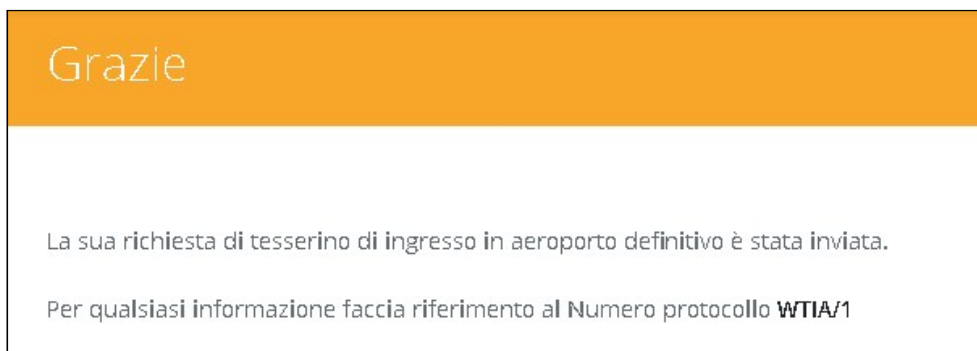 Grazie
La sua richiesta di tesserino di ingresso in aeroporto definitivo è stata inviata.
Per qualsiasi informazione faccia riferimento al Numero protocollo WTIA/1